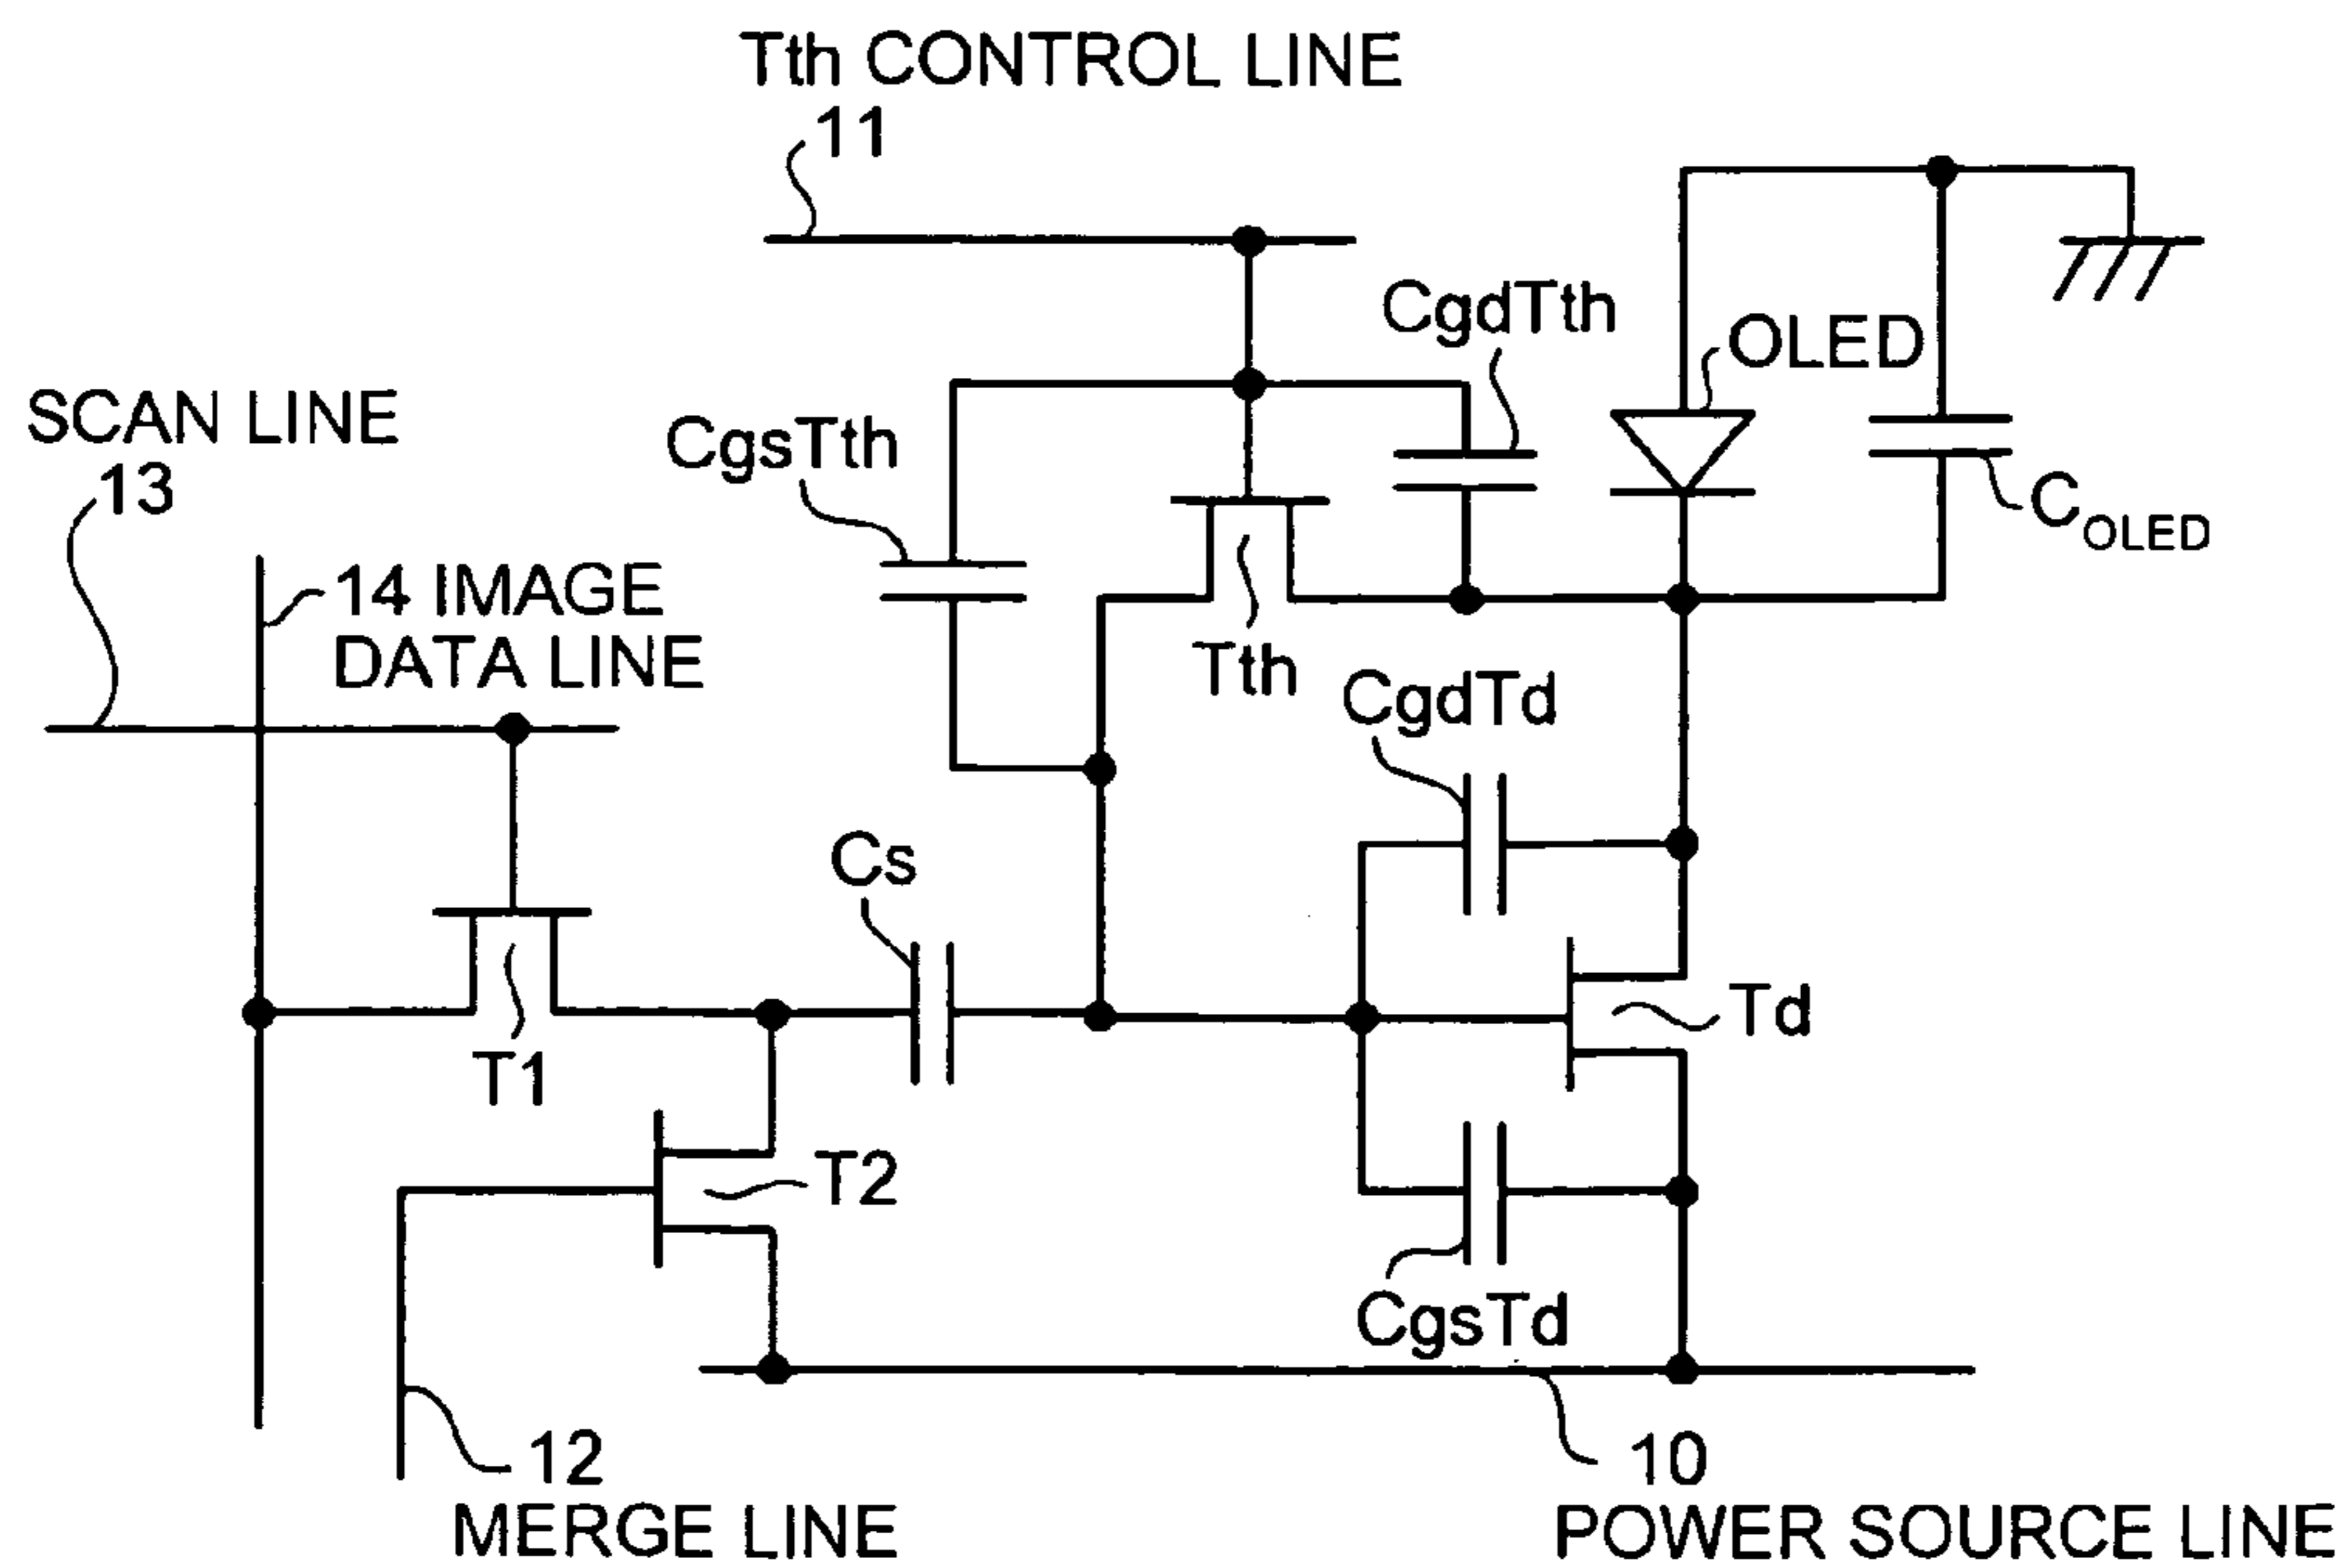 Tth CONTROL LINE
11
CgdTth
OLED
SCAN LINE
13
CgsTth
C_OLED
14 IMAGE
DATA LINE
Tth
CgdTd
Cs
Td
T1
T2
CgsTd
12
MERGE LINE
10
POWER SOURCE LINE